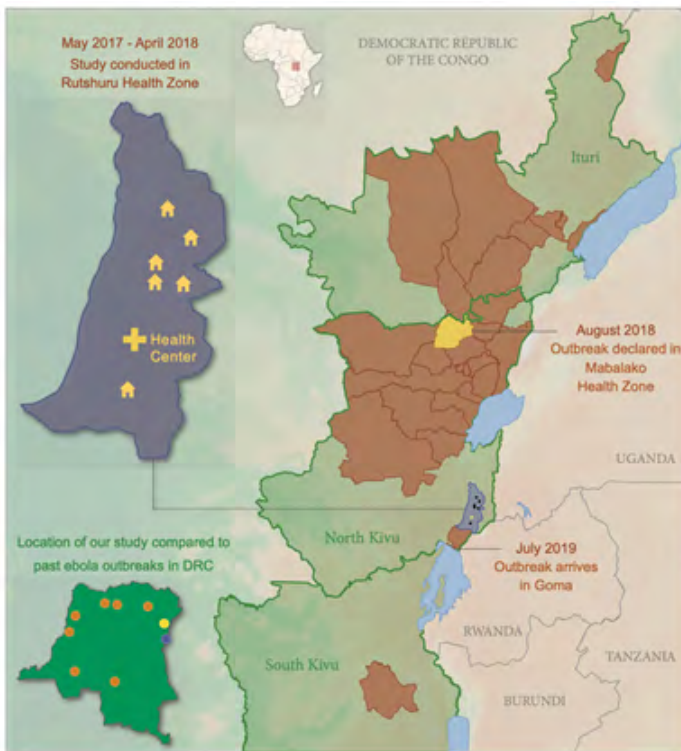 May 2017 - April 2018
Study conducted in
Rutshuru Health Zone
DEMOCRATIC REPUBLIC
OF THE CONGO
Ituri
Health
Center
August 2018
Outbreak declared in
Mabalako
Health Zone
UGANDA
North Kivu
Location of our study compared to
past ebola outbreaks in DRC
July 2019
Outbreak arrives
in Goma
RWANDA
South Kivu
TANZANIA
BURUNDI